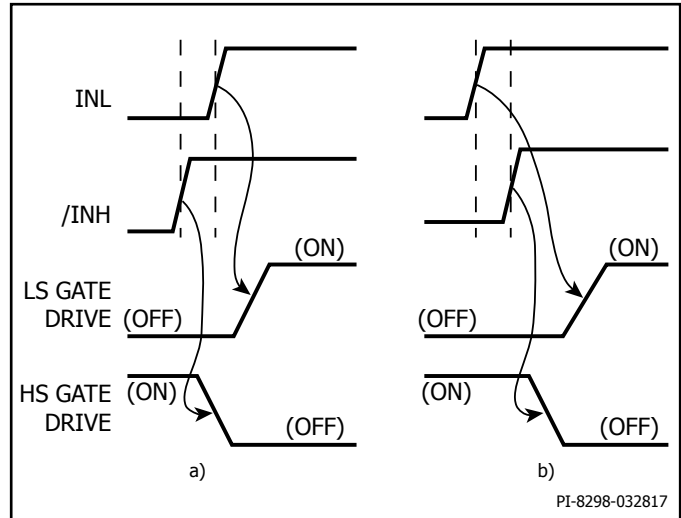 INL
/INH
LS GATE
DRIVE
(OFF)
(ON)
(OFF)
(ON)
HS GATE
DRIVE
(ON)
(OFF)
(ON)
(OFF)
a)
b)
PI-8298-032817